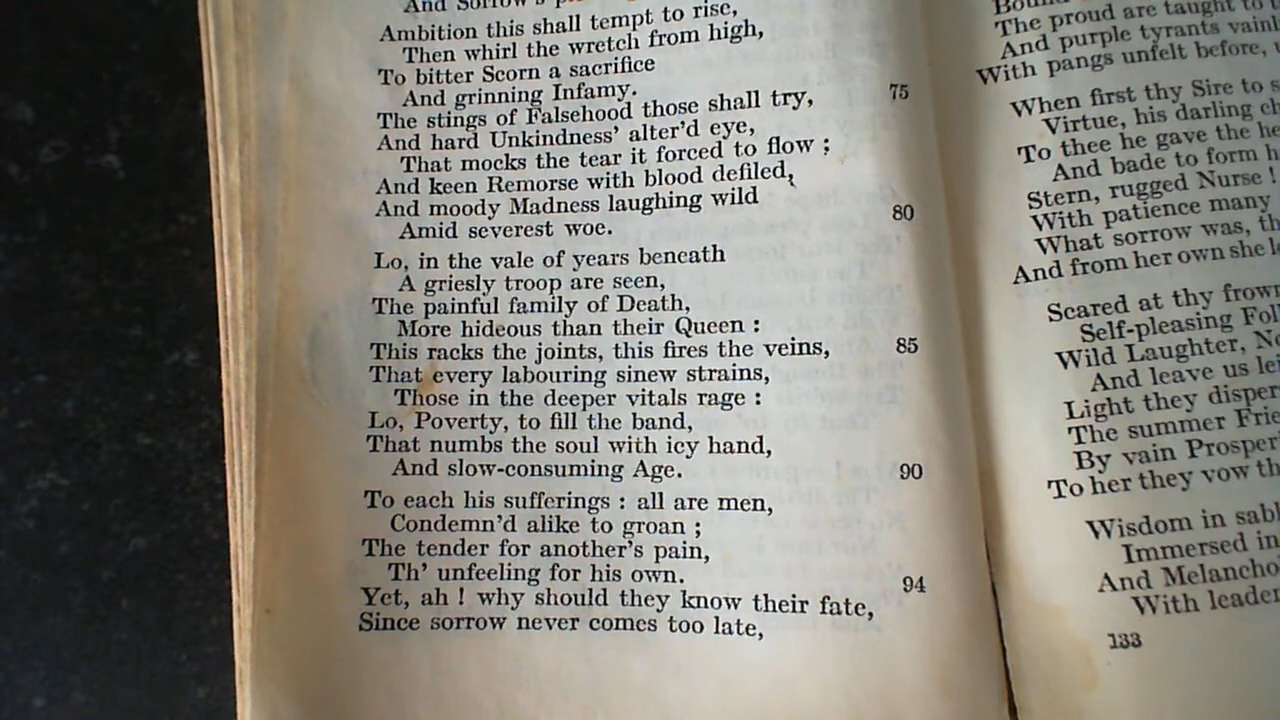 And Sorrow's
Ambition this shall tempt to rise,
Then whirl the wretch from high,
To bitter Scorn a sacrifice
And grinning Infamy.
The stings of Falsehood those shall try, 75
And hard Unkindness' alter'd eye,
That mocks the tear it forced to flow ;
And keen Remorse with blood defiled,
And moody Madness laughing wild
Amid severest woe. 80
Lo, in the vale of years beneath
A griesly troop are seen,
The painful family of Death,
More hideous than their Queen :
This racks the joints, this fires the veins, 85
That every labouring sinew strains,
Those in the deeper vitals rage :
Lo, Poverty, to fill the band,
That numbs the soul with icy hand,
And slow-consuming Age. 90
To each his sufferings : all are men,
Condemn'd alike to groan ;
The tender for another's pain,
Th' unfeeling for his own. 94
Yet, ah ! why should they know their fate,
Since sorrow never comes too late,
The proud are taught to
And purple tyrants
With pangs unfelt before,
When first thy Sire to
Virtue, his darling
To thee he gave the
And bade to form
Stern, rugged Nurse !
With patience many
What sorrow was,
And from her own she
Scared at thy
Self-pleasing
Wild Laughter,
And leave us
Light they
The summer
By vain
To her they vow
Wisdom in
Immersed in
And
With
133